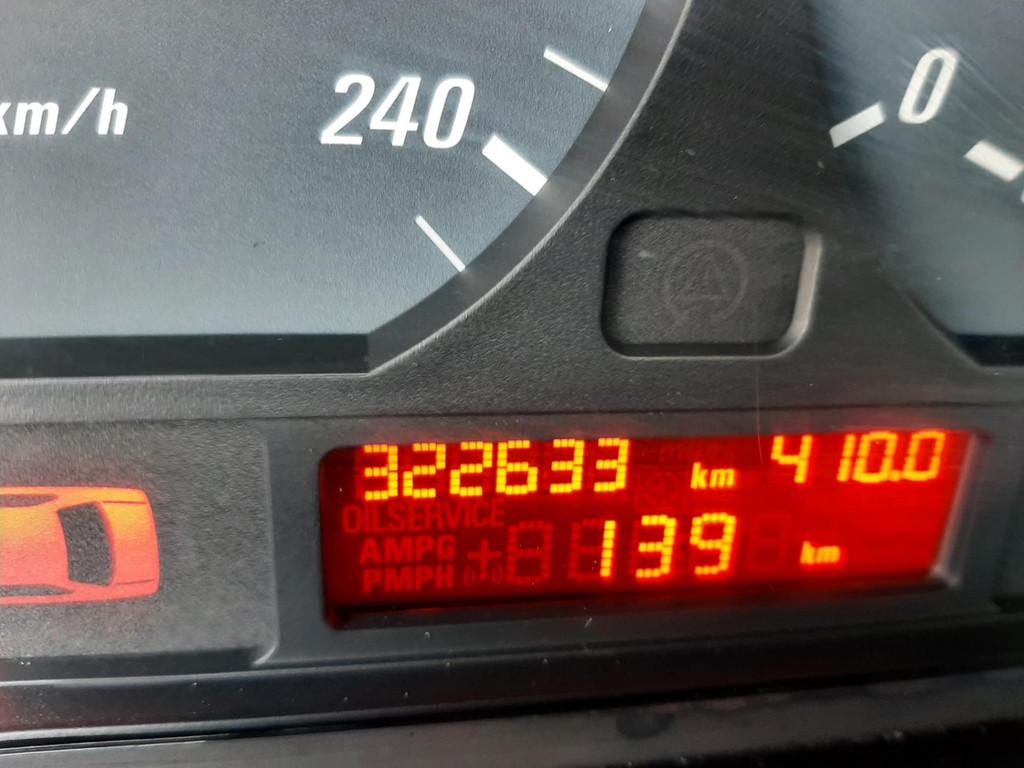 km/h
240
0
322633 km 410.0
OILSERVICE
AMPG
PMPH
139 km